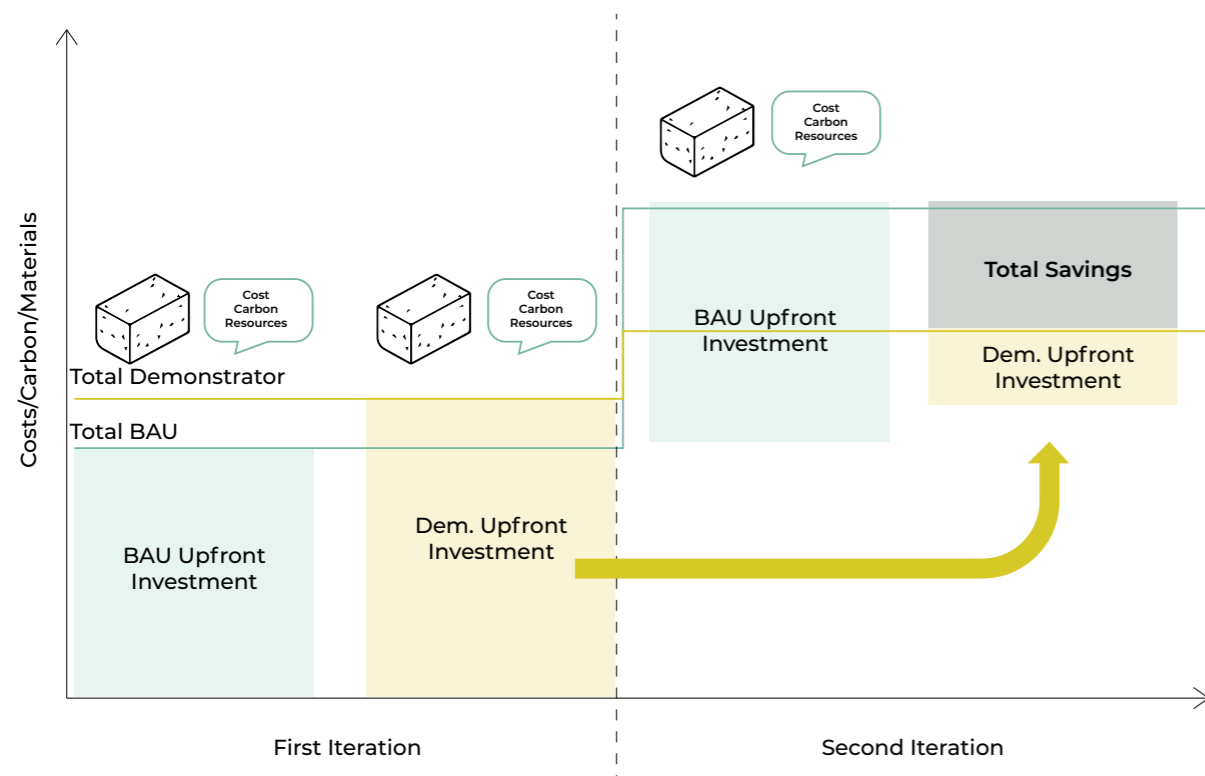 Costs/Carbon/Materials
Cost
Carbon
Resources
Cost
Carbon
Resources
Cost
Carbon
Resources
Total Demonstrator
Total BAU
BAU Upfront
Investment
Dem. Upfront
Investment
BAU Upfront
Investment
Total Savings
Dem. Upfront
Investment
First Iteration
Second Iteration